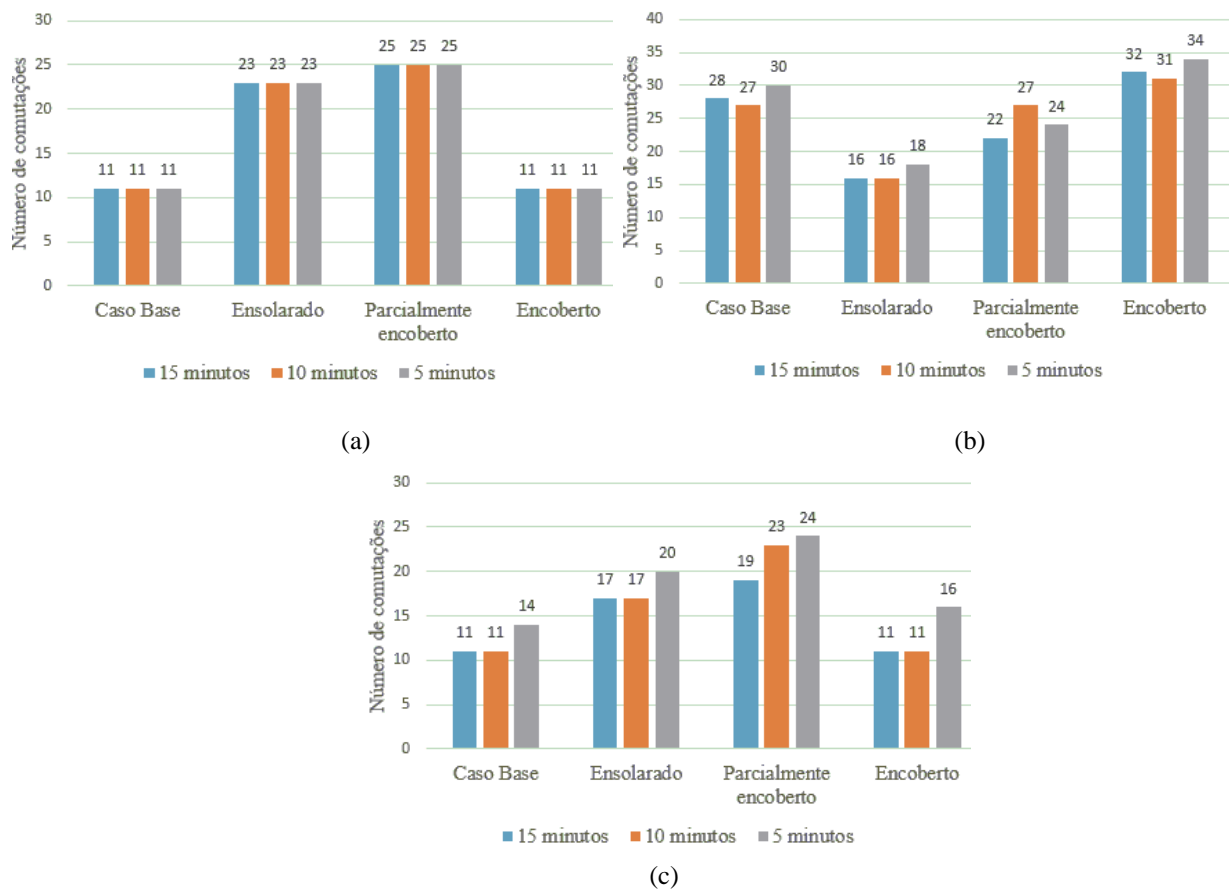 Número de comutações
30
25
20
15
10
5
0
11 11 11
23 23 23
25 25 25
11 11 11
Caso Base
Ensolarado
Parcialmente
encoberto
Encoberto
15 minutos 10 minutos 5 minutos
(a)
Número de comutações
40
35
30
25
20
15
10
5
0
28 27 30
16 16 18
22 27 24
32 31 34
Caso Base
Ensolarado
Parcialmente
encoberto
Encoberto
15 minutos 10 minutos 5 minutos
(b)
Número de comutações
30
25
20
15
10
5
0
11 11 14
17 17 20
19 23 24
11 11 16
Caso Base
Ensolarado
Parcialmente
encoberto
Encoberto
15 minutos 10 minutos 5 minutos
(c)